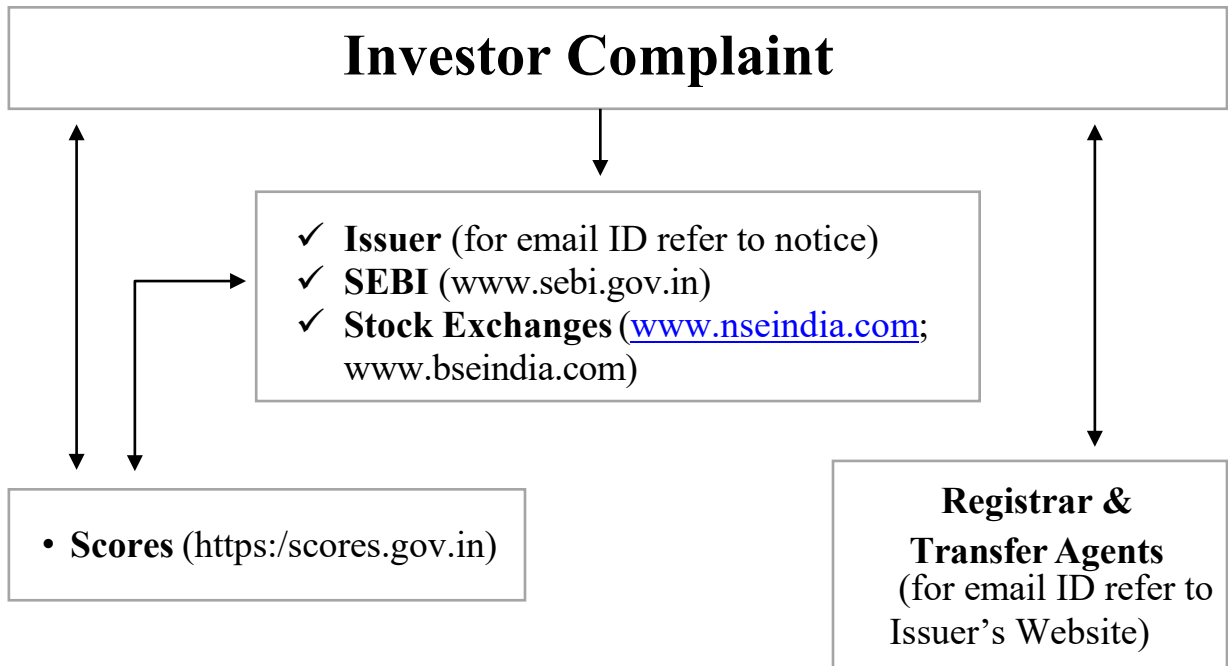 Investor Complaint
✓ Issuer (for email ID refer to notice)
✓ SEBI (www.sebi.gov.in)
✓ Stock Exchanges (www.nseindia.com;
www.bseindia.com)
• Scores (https:/scores.gov.in)
Registrar &
Transfer Agents
(for email ID refer to
Issuer’s Website)